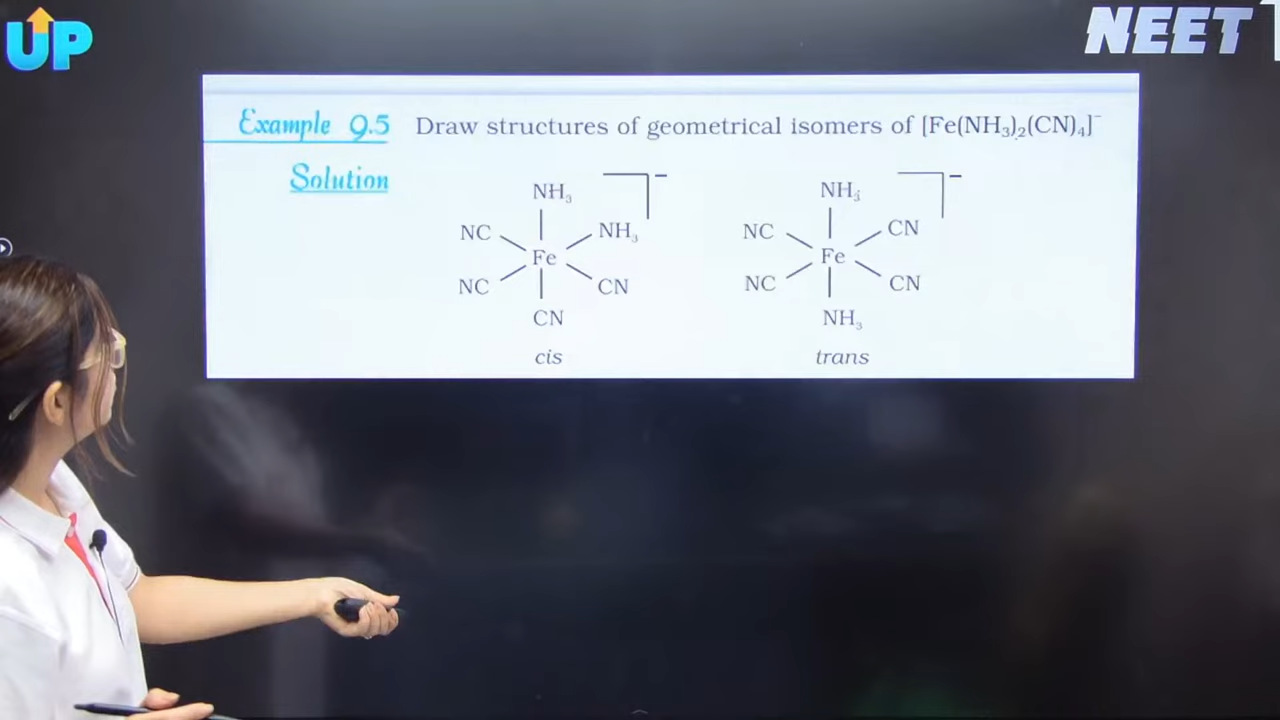 UP
NEET
Example 9.5 Draw structures of geometrical isomers of [Fe(NH₃)₂(CN)₄]⁻
Solution
NH₃ NH₃
NC NH₃ NC CN
Fe Fe
NC CN NC CN
CN NH₃
cis trans